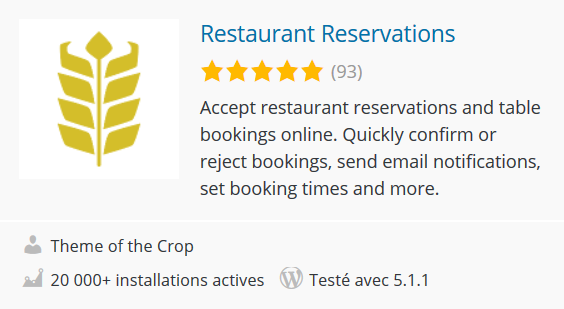 Restaurant Reservations
(93)
Accept restaurant reservations and table
bookings online. Quickly confirm or
reject bookings, send email notifications,
set booking times and more.
Theme of the Crop
20 000+ installations actives Testé avec 5.1.1